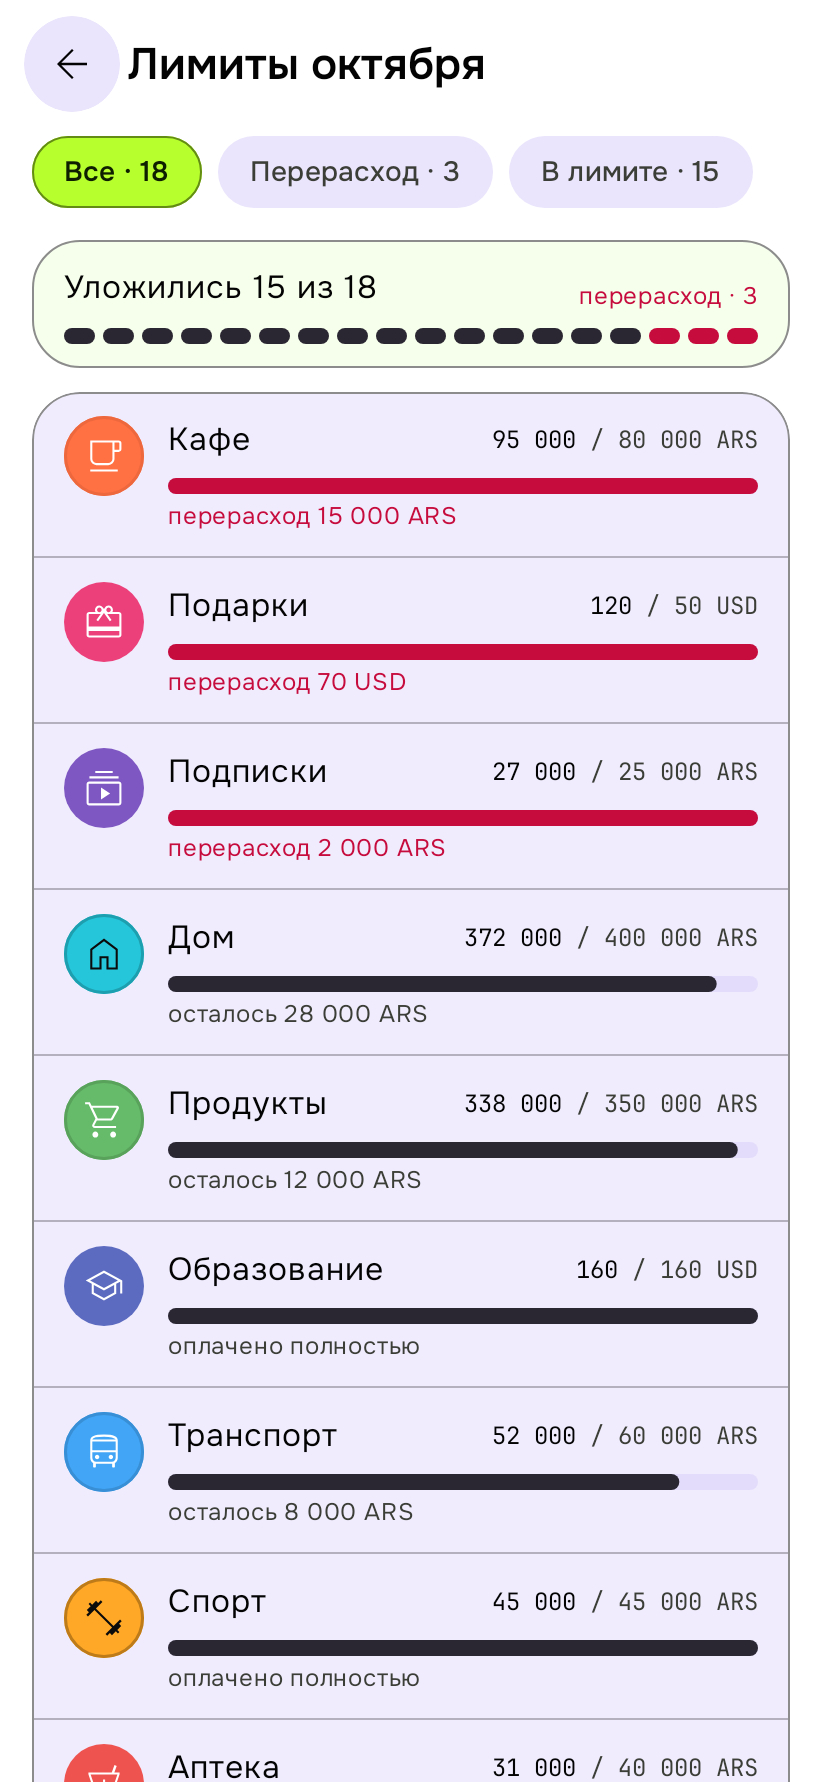 Лимиты октября
Все · 18
Перерасход · 3
В лимите · 15
Уложились 15 из 18
перерасход · 3
Кафе
95 000 / 80 000 ARS
перерасход 15 000 ARS
Подарки
120 / 50 USD
перерасход 70 USD
Подписки
27 000 / 25 000 ARS
перерасход 2 000 ARS
Дом
372 000 / 400 000 ARS
осталось 28 000 ARS
Продукты
338 000 / 350 000 ARS
осталось 12 000 ARS
Образование
160 / 160 USD
оплачено полностью
Транспорт
52 000 / 60 000 ARS
осталось 8 000 ARS
Спорт
45 000 / 45 000 ARS
оплачено полностью
Аптека
31 000 / 40 000 ARS